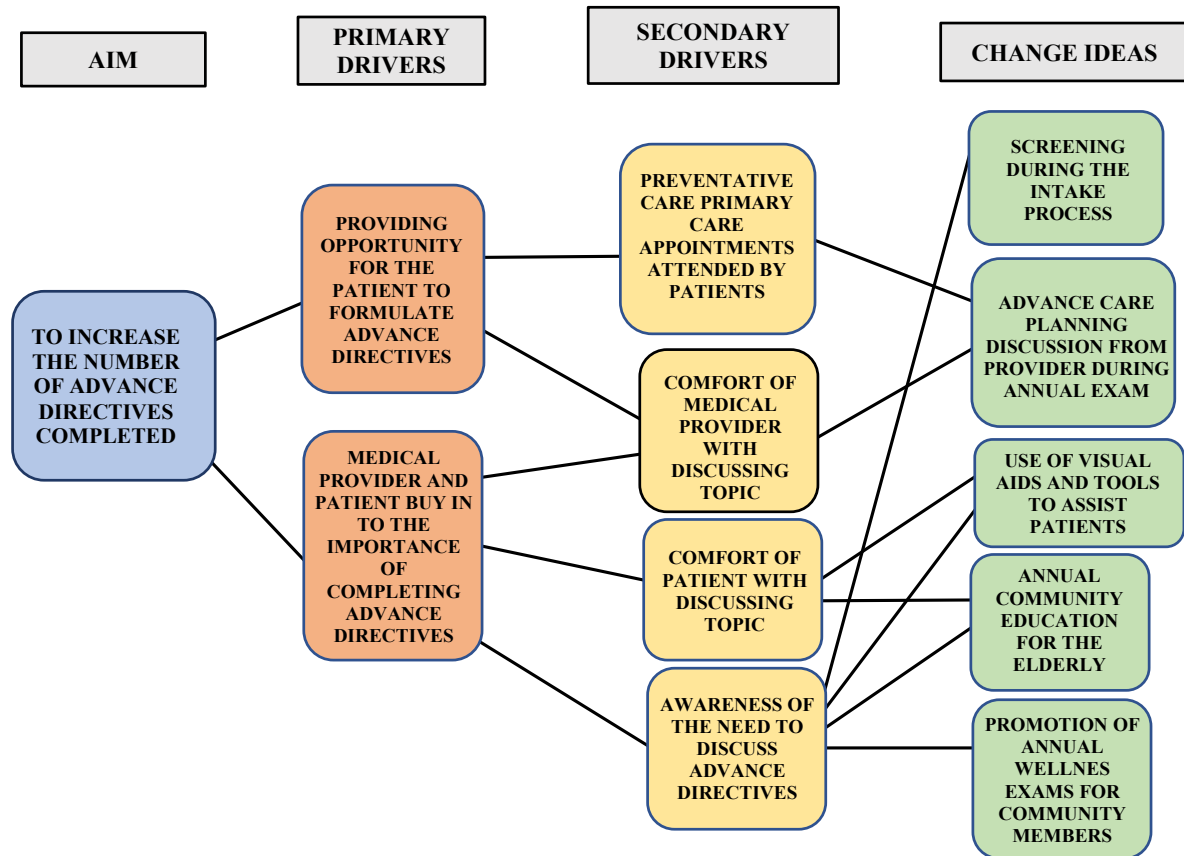 AIM
PRIMARY
DRIVERS
SECONDARY
DRIVERS
CHANGE IDEAS
TO INCREASE
THE NUMBER
OF ADVANCE
DIRECTIVES
COMPLETED
PROVIDING
OPPORTUNITY
FOR THE
PATIENT TO
FORMULATE
ADVANCE
DIRECTIVES
MEDICAL
PROVIDER AND
PATIENT BUY IN
TO THE
IMPORTANCE
OF
COMPLETING
ADVANCE
DIRECTIVES
PREVENTATIVE
CARE PRIMARY
CARE
APPOINTMENTS
ATTENDED BY
PATIENTS
COMFORT OF
MEDICAL
PROVIDER
WITH
DISCUSSING
TOPIC
COMFORT OF
PATIENT WITH
DISCUSSING
TOPIC
AWARENESS OF
THE NEED TO
DISCUSS
ADVANCE
DIRECTIVES
SCREENING
DURING THE
INTAKE
PROCESS
ADVANCE CARE
PLANNING
DISCUSSION FROM
PROVIDER DURING
ANNUAL EXAM
USE OF VISUAL
AIDS AND TOOLS
TO ASSIST
PATIENTS
ANNUAL
COMMUNITY
EDUCATION
FOR THE
ELDERLY
PROMOTION OF
ANNUAL
WELLNES
EXAMS FOR
COMMUNITY
MEMBERS